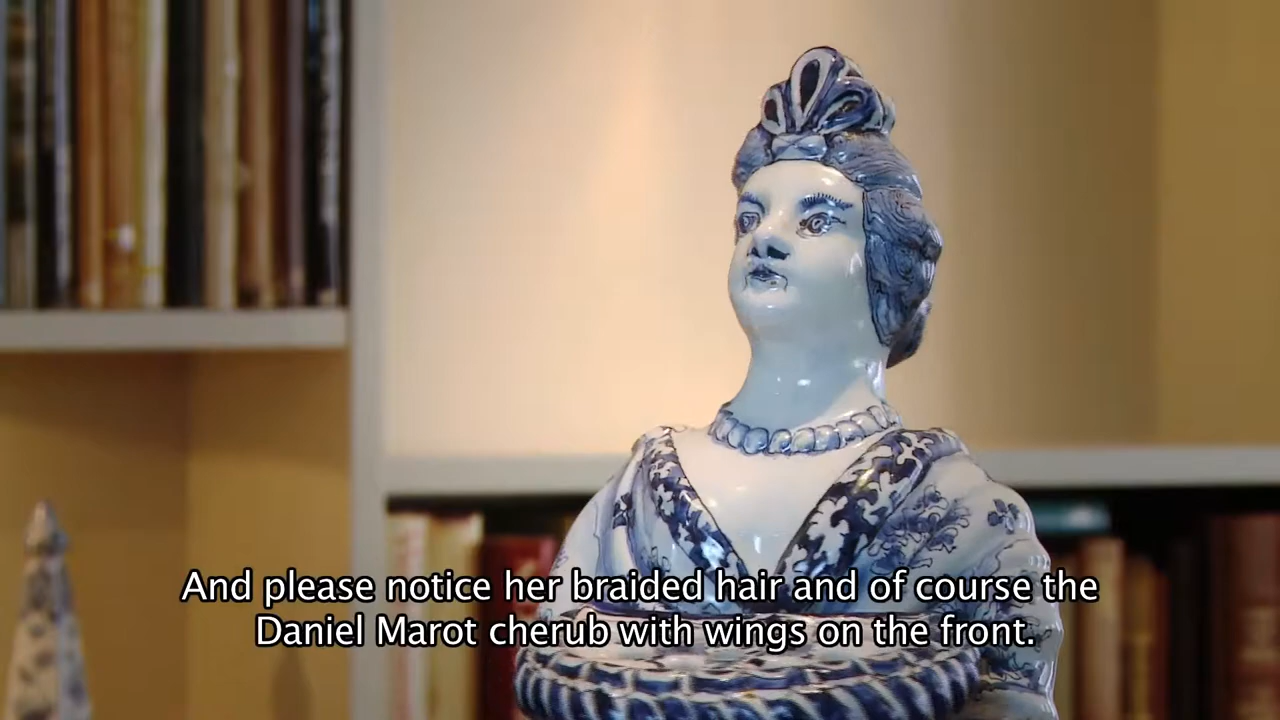 And please notice her braided hair and of course the
Daniel Marot cherub with wings on the front.